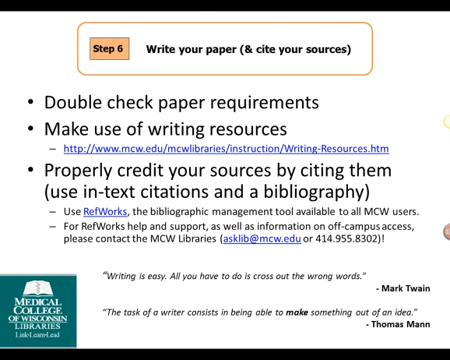 Step 6 Write your paper (& cite your sources)
• Double check paper requirements
• Make use of writing resources
– http://www.mcw.edu/mcwlibraries/instruction/Writing-Resources.htm
• Properly credit your sources by citing them
(use in-text citations and a bibliography)
– Use RefWorks, the bibliographic management tool available to all MCW users.
– For RefWorks help and support, as well as information on off-campus access,
please contact the MCW Libraries (asklib@mcw.edu or 414.955.8302)!
"Writing is easy. All you have to do is cross out the wrong words."
- Mark Twain
"The task of a writer consists in being able to make something out of an idea."
- Thomas Mann
MEDICAL
COLLEGE
OF WISCONSIN
LIBRARIES
Link•Learn•Lead